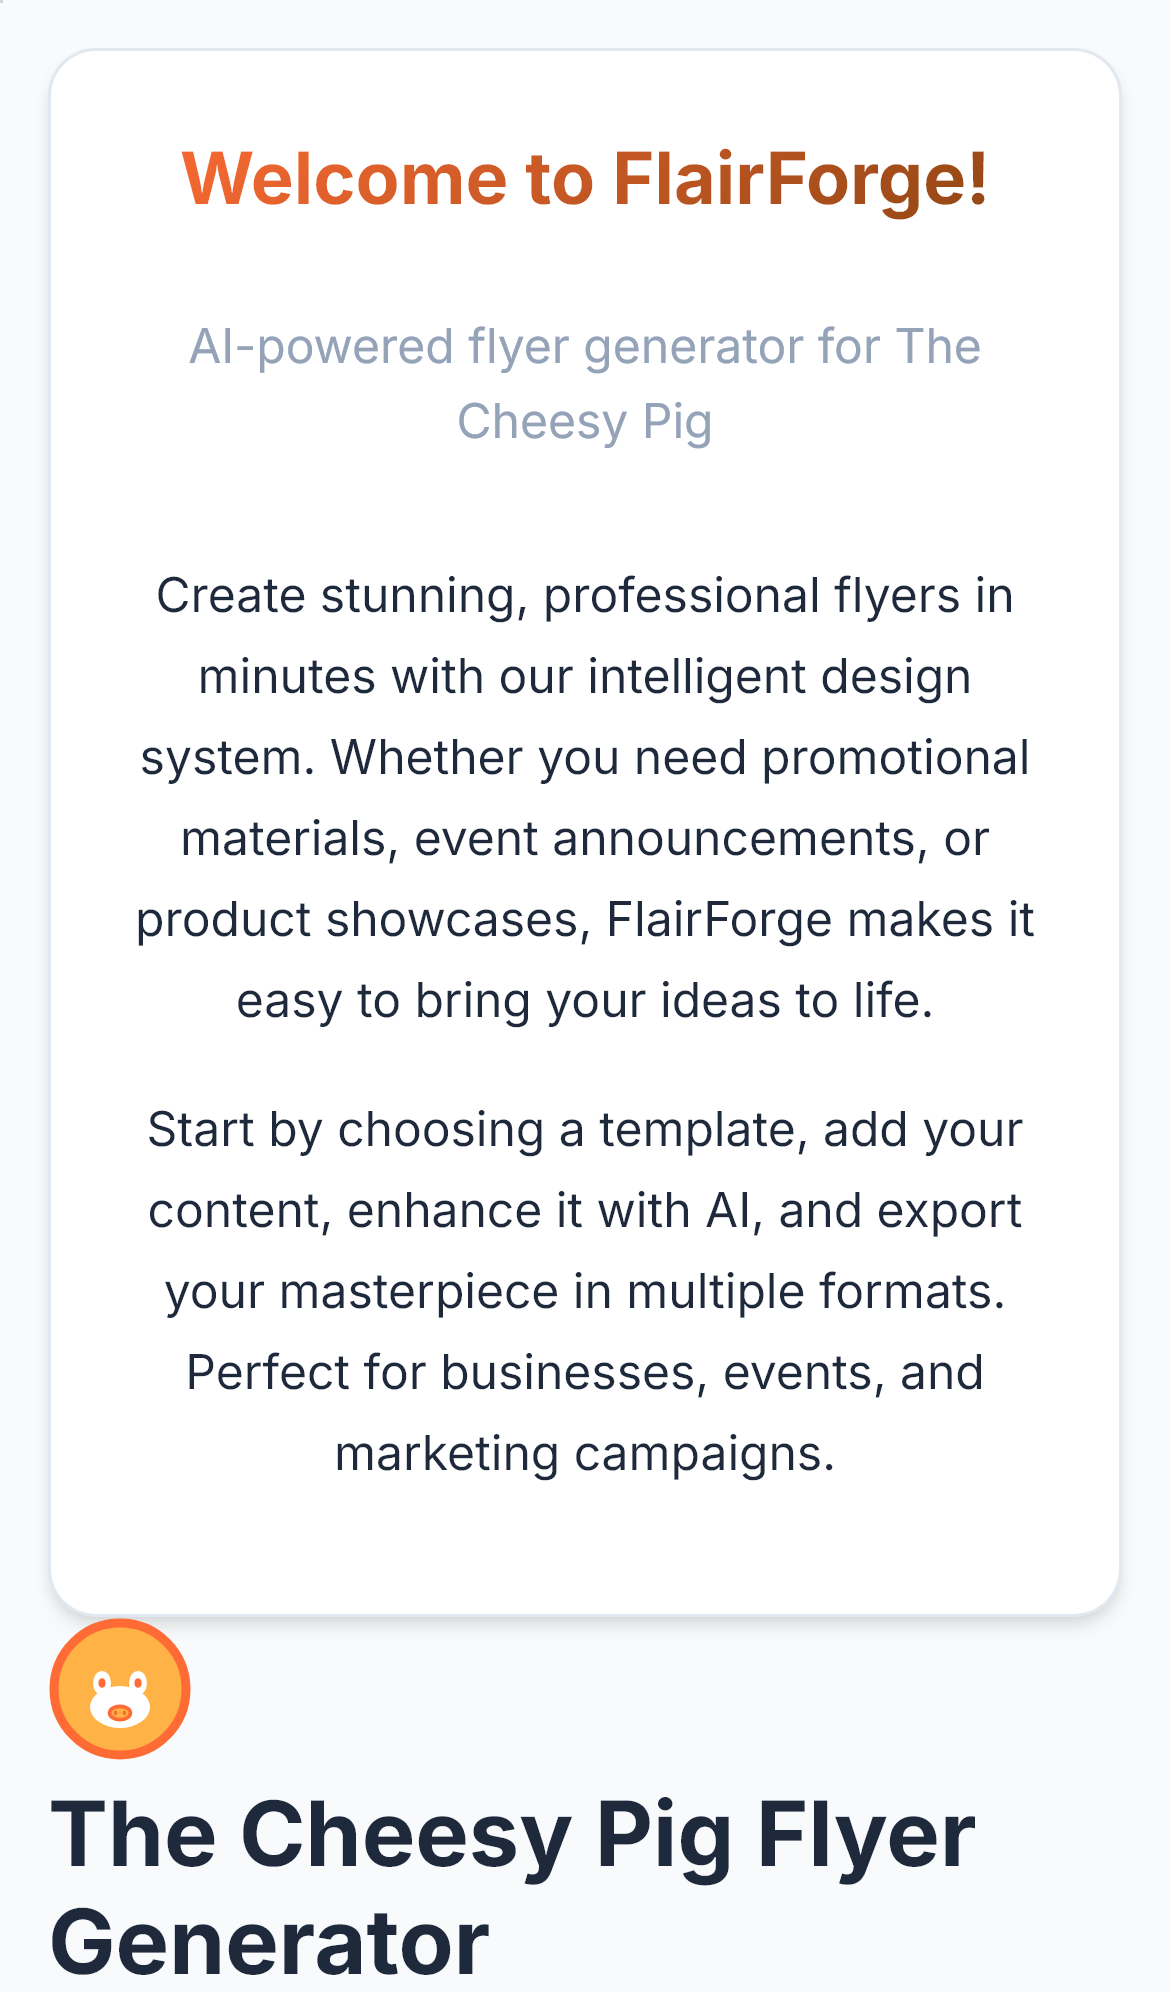 Welcome to FlairForge!
AI-powered flyer generator for The
Cheesy Pig
Create stunning, professional flyers in
minutes with our intelligent design
system. Whether you need promotional
materials, event announcements, or
product showcases, FlairForge makes it
easy to bring your ideas to life.
Start by choosing a template, add your
content, enhance it with AI, and export
your masterpiece in multiple formats.
Perfect for businesses, events, and
marketing campaigns.
The Cheesy Pig Flyer
Generator